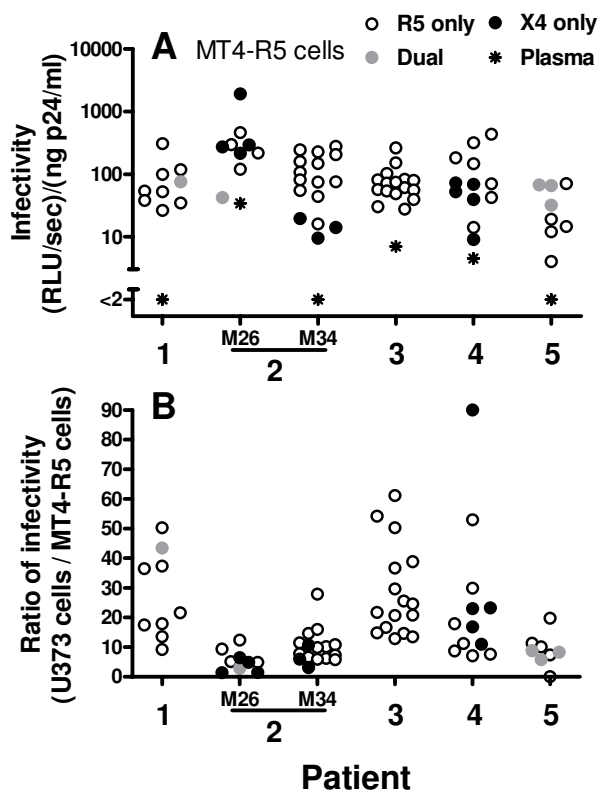 A MT4-R5 cells
R5 only
X4 only
Dual
Plasma
Infectivity
(RLU/sec)/(ng p24/ml)
10000
1000
100
10
<2
1
M26
M34
2
3
4
5
B
Ratio of infectivity
(U373 cells / MT4-R5 cells)
90
80
70
60
50
40
30
20
10
0
1
M26
M34
2
3
4
5
Patient